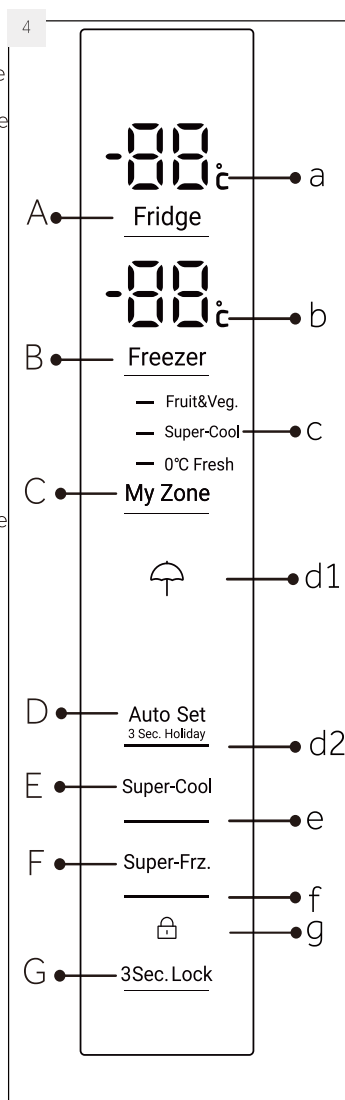 4
e
e
-88°c
a
A
Fridge
-88°c
b
B
Freezer
Fruit&Veg.
Super-Cool
c
0°C Fresh
C
My Zone
e
d1
D
Auto Set
3 Sec. Holiday
d2
E
Super-Cool
e
F
Super-Frz.
f
g
G
3Sec. Lock